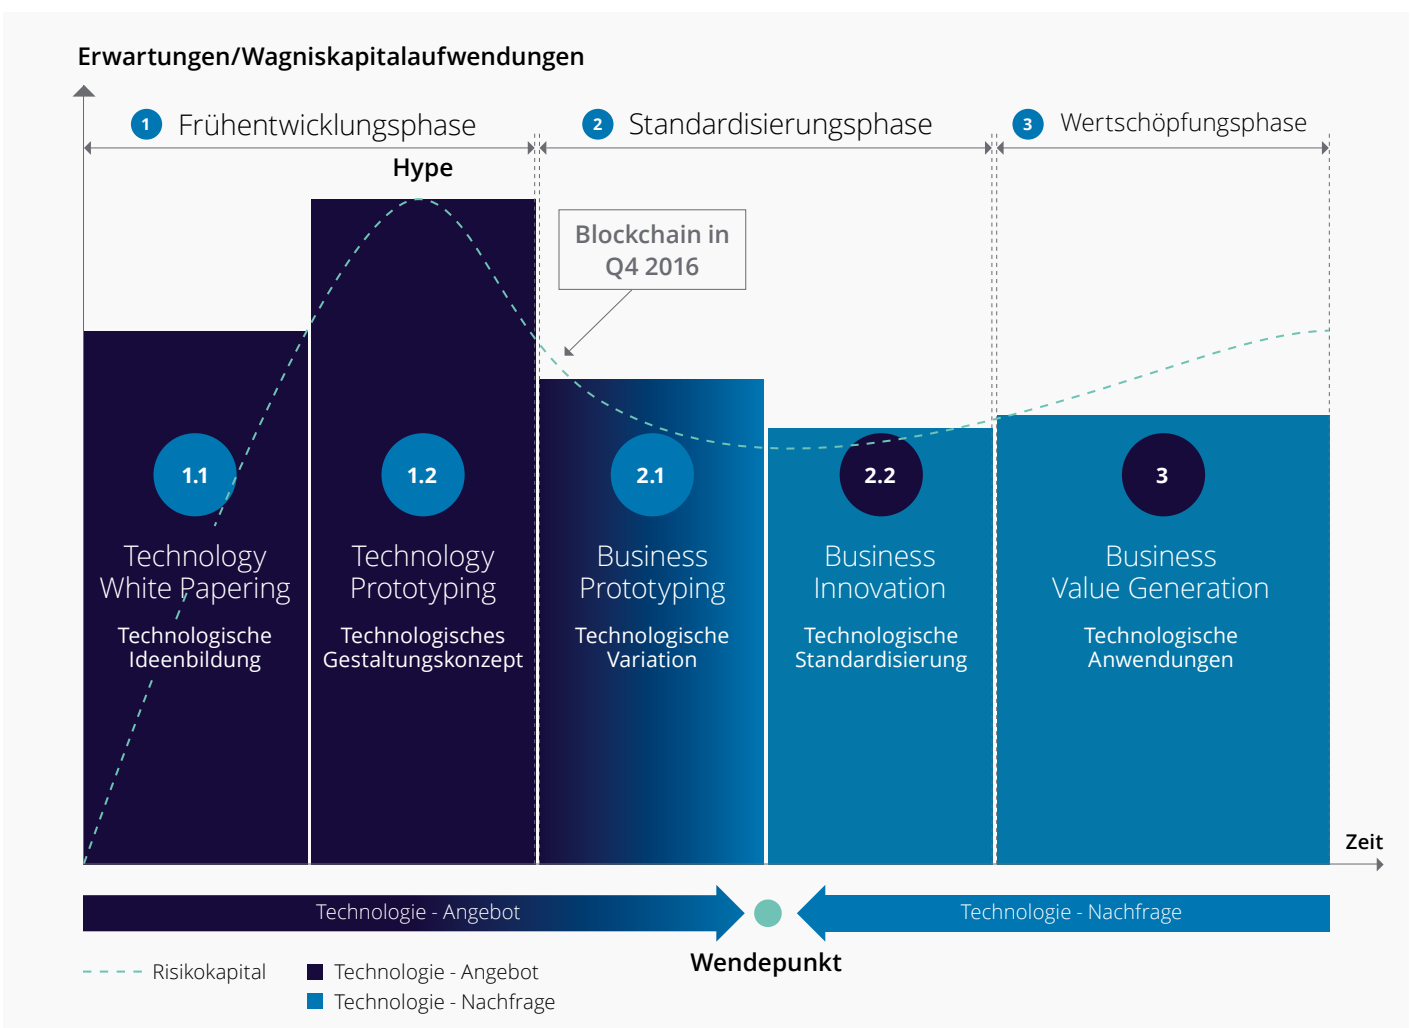 Erwartungen/Wagniskapitalaufwendungen
1 Frühentwicklungsphase
2 Standardisierungsphase
3 Wertschöpfungsphase
Hype
Blockchain in
Q4 2016
1.1
Technology
White Papering
Technologische
Ideenbildung
1.2
Technology
Prototyping
Technologisches
Gestaltungskonzept
2.1
Business
Prototyping
Technologische
Variation
2.2
Business
Innovation
Technologische
Standardisierung
3
Business
Value Generation
Technologische
Anwendungen
Zeit
Technologie - Angebot
Technologie - Nachfrage
Wendepunkt
Risikokapital
Technologie - Angebot
Technologie - Nachfrage